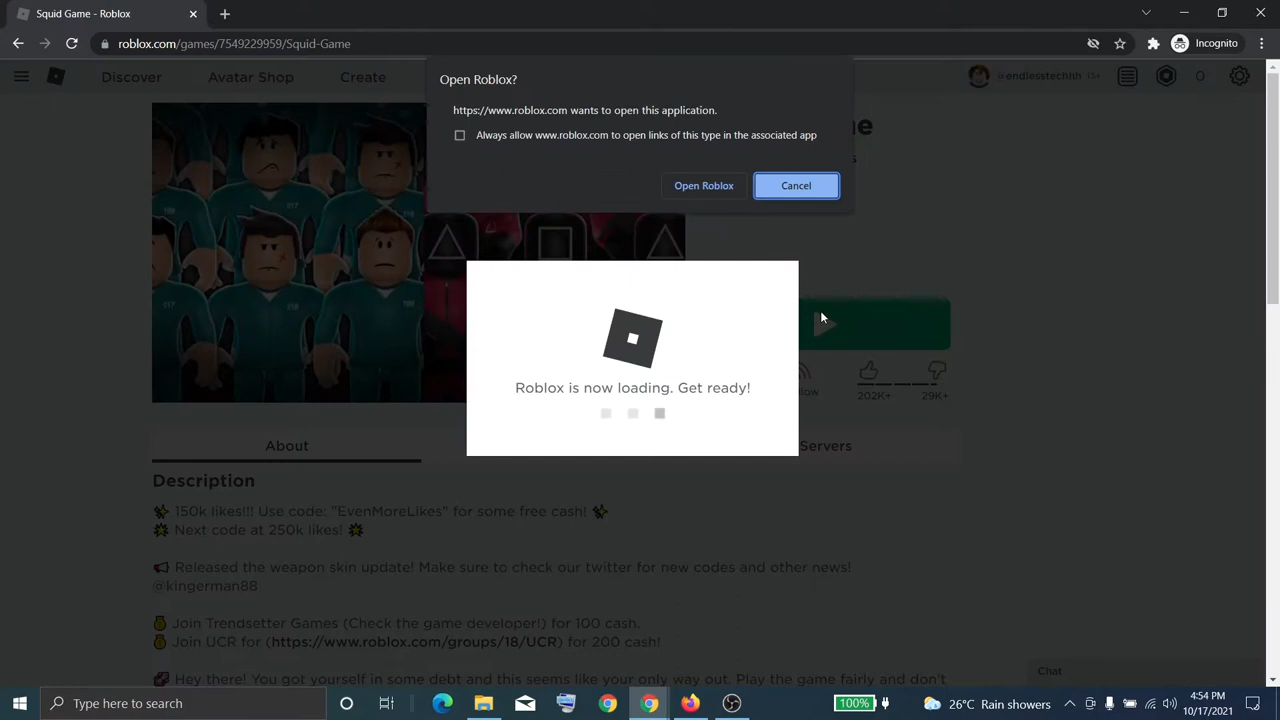 Squid Game - Roblox
roblox.com/games/7549229959/Squid-Game
Incognito
Discover
Avatar Shop
Create
@endlesstechhh 13+
0
Open Roblox?
https://www.roblox.com wants to open this application.
Always allow www.roblox.com to open links of this type in the associated app
Open Roblox
Cancel
Roblox is now loading. Get ready!
202K+
29K+
About
Servers
Description
150k likes!!! Use code: "EvenMoreLikes" for some free cash!
Next code at 250k likes!
Released the weapon skin update! Make sure to check our twitter for new codes and other news!
@kingerman88
Join Trendsetter Games (Check the game developer!) for 100 cash.
Join UCR for (https://www.roblox.com/groups/18/UCR) for 200 cash!
Hey there! You got yourself in some debt and this seems like your only way out. Play the game fairly and don't
Chat
Type here to search
100%
26°C Rain showers
4:54 PM
10/17/2021